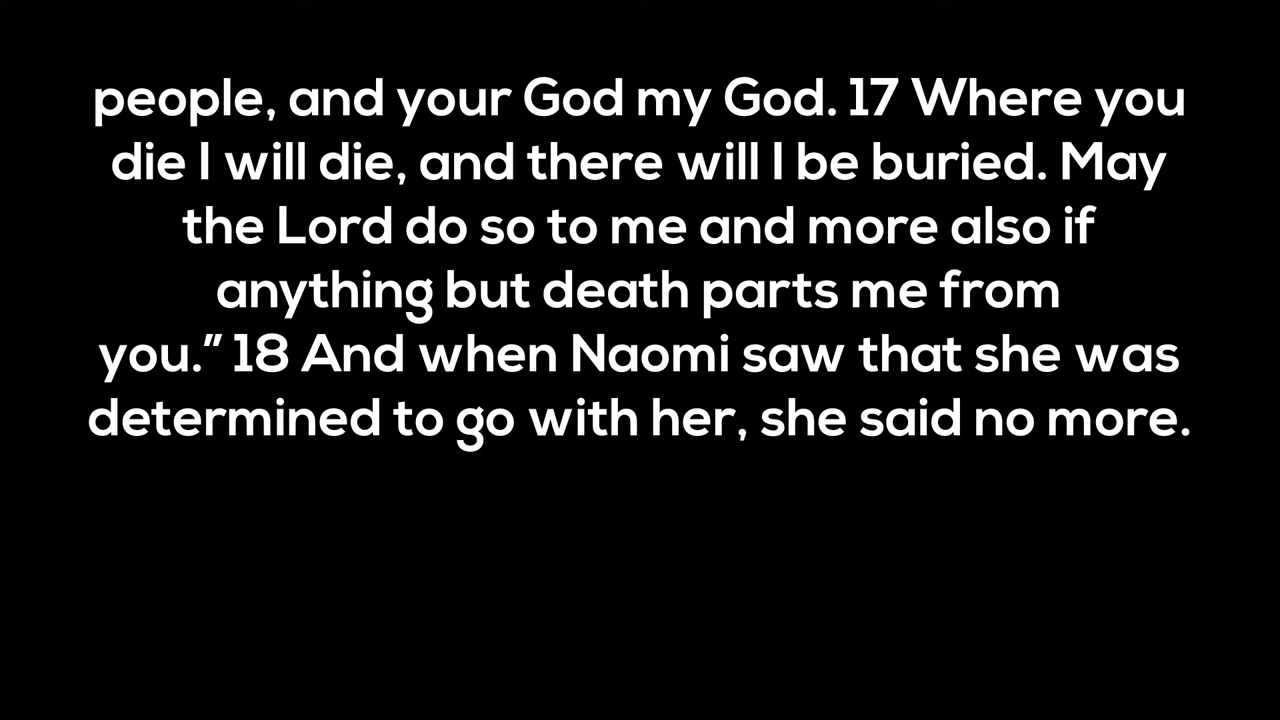 people, and your God my God. 17 Where you
die I will die, and there will I be buried. May
the Lord do so to me and more also if
anything but death parts me from
you.” 18 And when Naomi saw that she was
determined to go with her, she said no more.